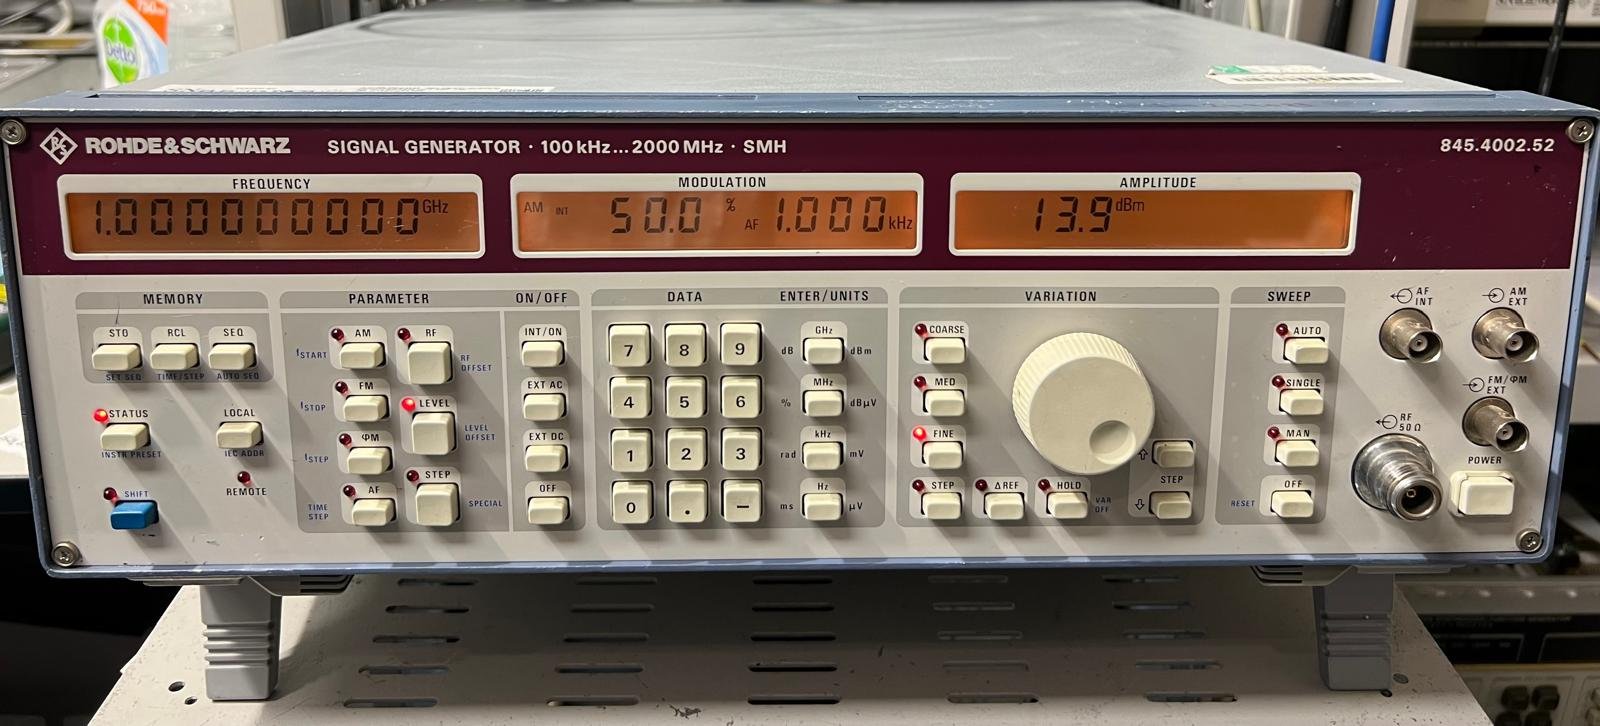 750ml
Detto
R&S
ROHDE&SCHWARZ SIGNAL GENERATOR · 100 kHz...2000 MHz · SMH 845.4002.52
FREQUENCY MODULATION AMPLITUDE
1.000000000 GHz AM INT 50.0 % AF 1.000 kHz 13.9 dBm
MEMORY PARAMETER ON/OFF DATA ENTER/UNITS VARIATION SWEEP
STO RCL SEQ
SET SEQ TIME/STEP AUTO SEQ
STATUS LOCAL
INSTR PRESET IEC ADDR
REMOTE
SHIFT
AM RF
fSTART RF OFFSET
FM LEVEL
fSTOP LEVEL OFFSET
φM STEP
fSTEP SPECIAL
AF
TIME STEP
INT/ON
EXT AC
EXT DC
OFF
7 8 9
4 5 6
1 2 3
0 . −
GHz
dB dBm
MHz
% dBμV
kHz
rad mV
Hz
ms μV
COARSE
MED
FINE
STEP ΔREF HOLD
VAR OFF
⇧
STEP
⇩
AUTO
SINGLE
MAN
OFF
RESET
AF INT
AM EXT
FM/φM EXT
RF 50 Ω
POWER